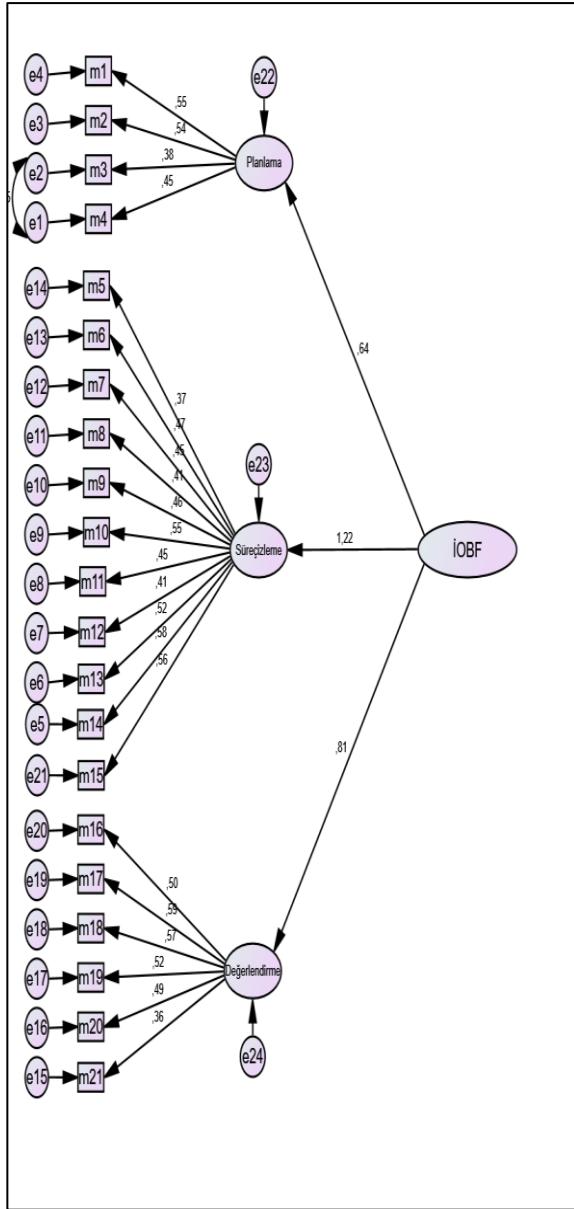 e4 m1 e22
,55
e3 m2 ,54
Planlama
e2 m3 ,38
,45
e1 m4
e14 m5
e13 m6
,64
e12 m7
,37
e11 m8 ,47
,45
,41 e23
e10 m9 ,46
e9 m10 ,55
Süreçizleme 1,22 İOBF
e8 m11 ,45
,41
e7 m12 ,52
,58
e6 m13 ,56
e5 m14
,81
e21 m15
e20 m16
e19 m17 ,50
,59
e18 m18 ,57
Değerlendirme
e17 m19 ,52
,49
e16 m20 ,36
e24
e15 m21